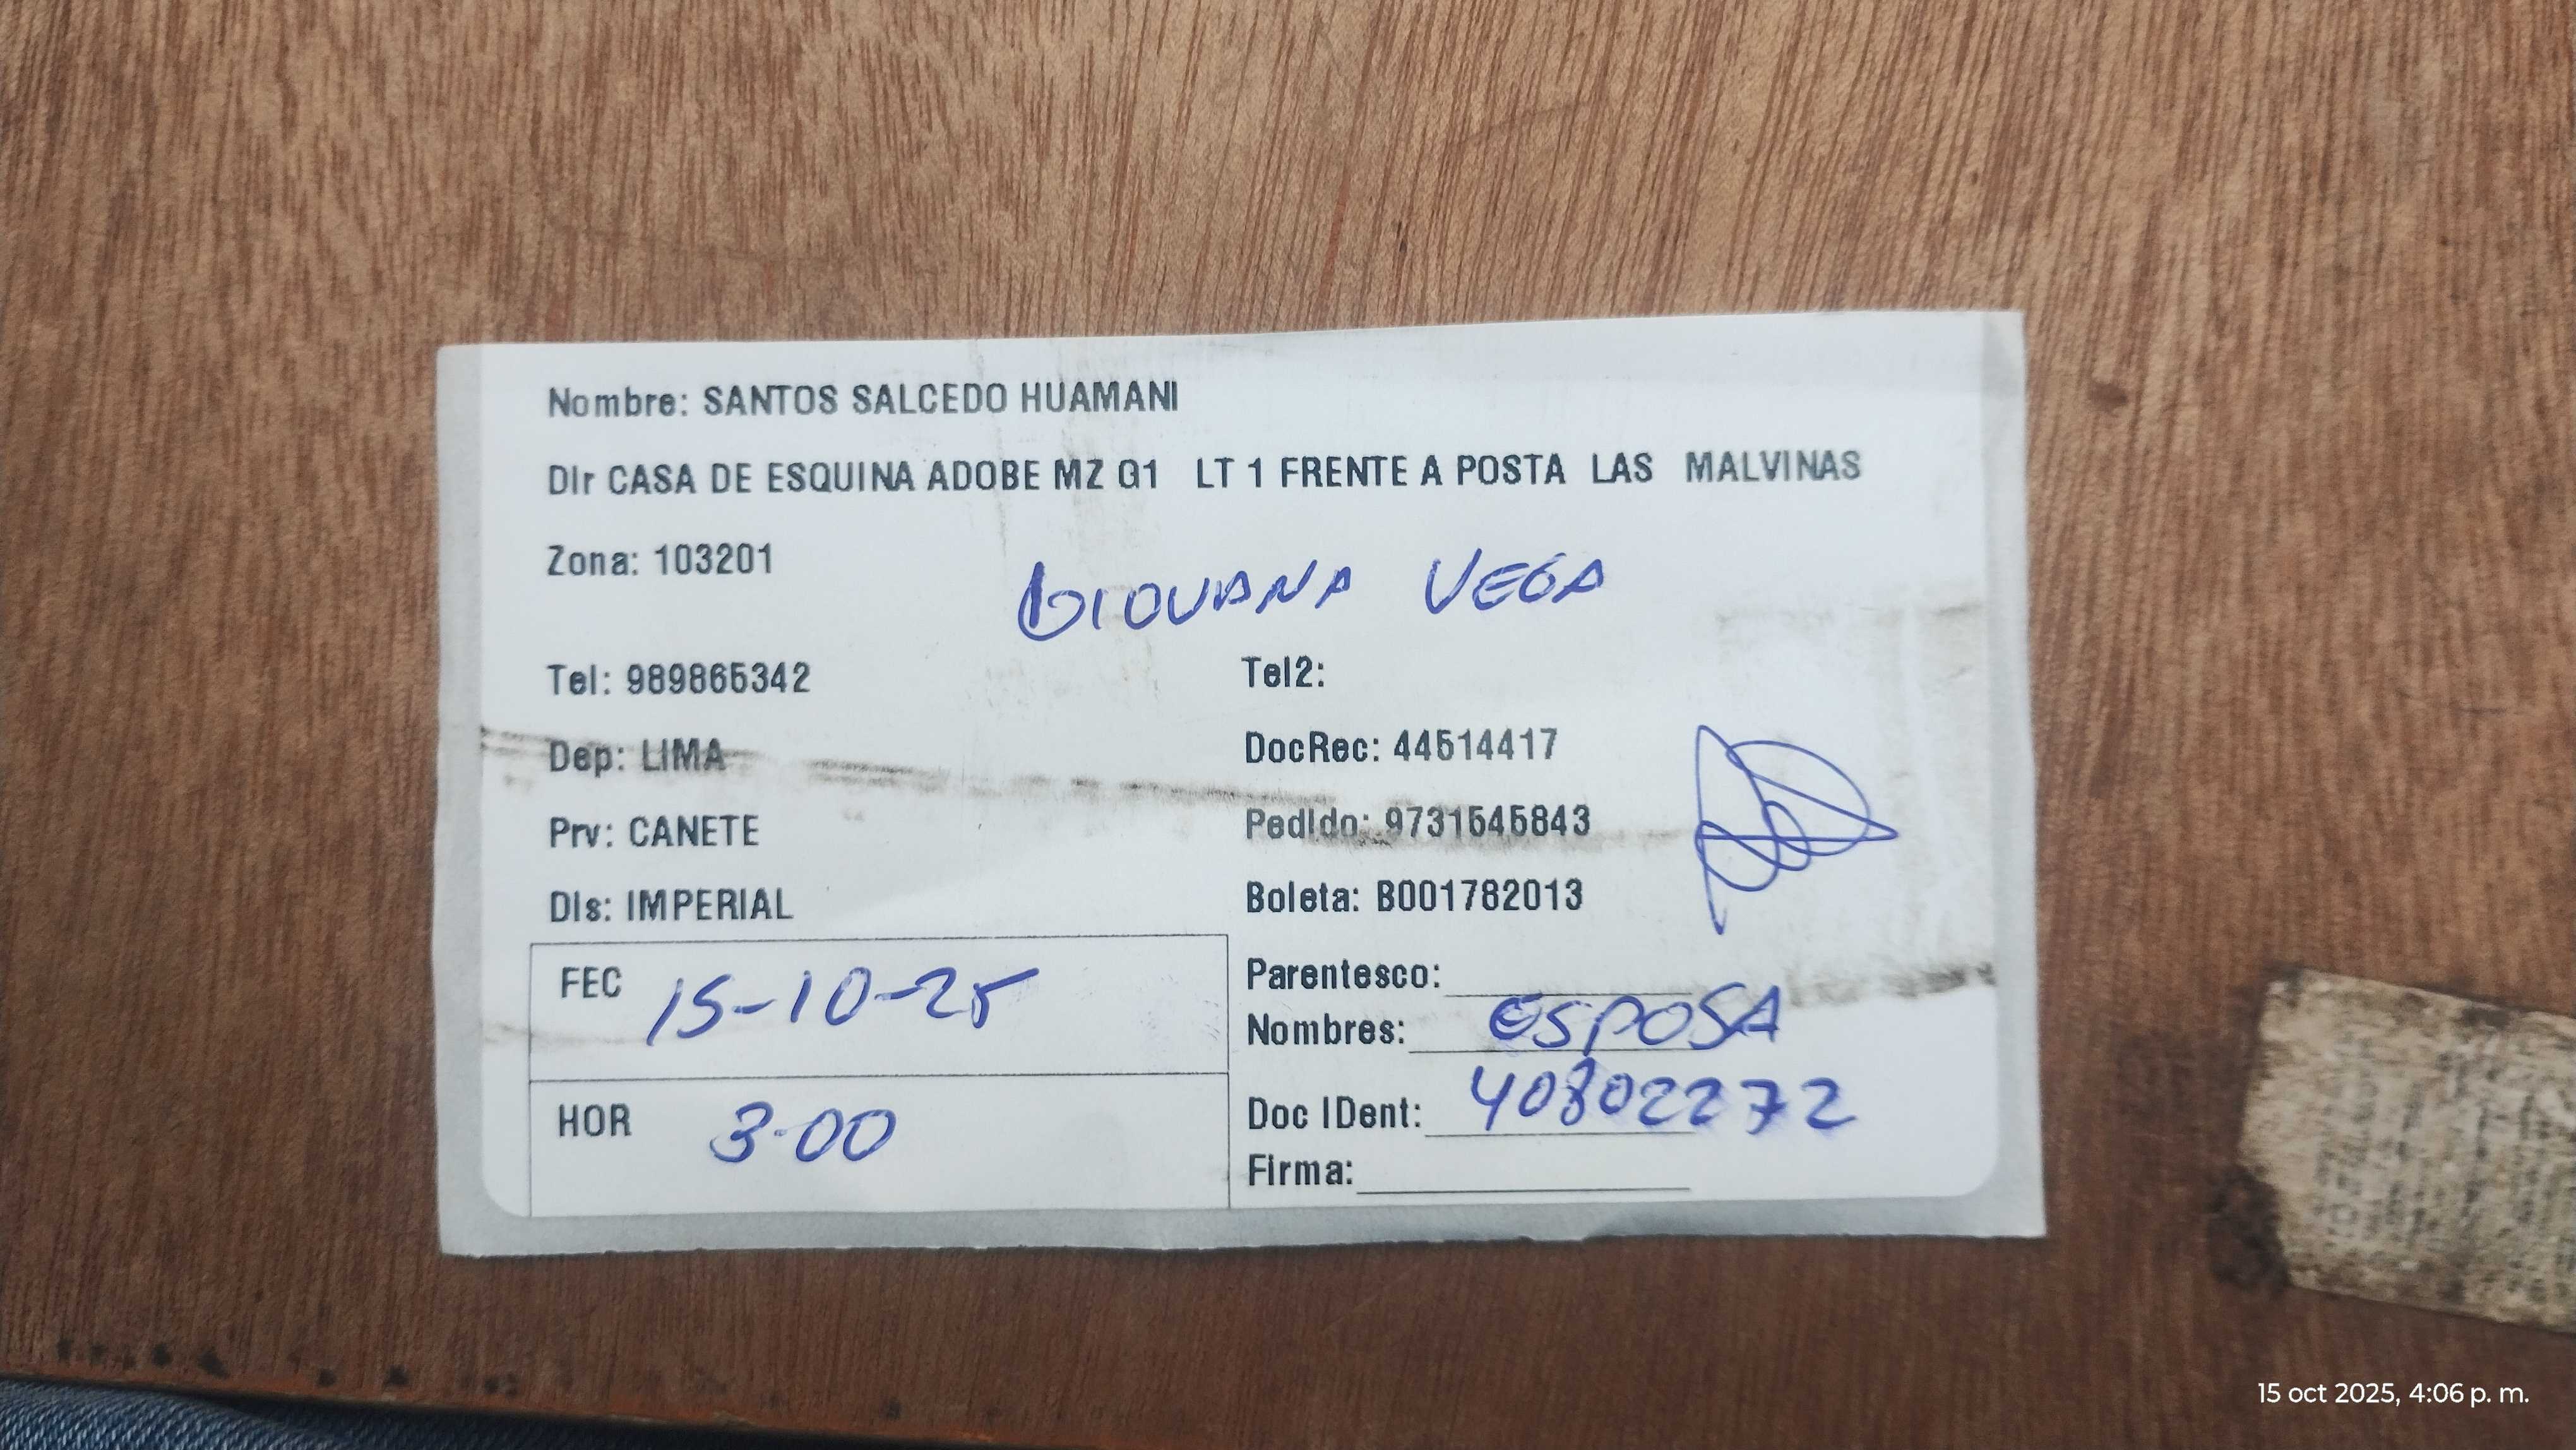 Nombre: SANTOS SALCEDO HUAMANI
Dir CASA DE ESQUINA ADOBE MZ G1 LT 1 FRENTE A POSTA LAS MALVINAS
Zona: 103201
GIOVANA VEGA
Tel: 989865342 Tel2:
Dep: LIMA DocRec: 44514417
Prv: CANETE Pedido: 9731545843
Dis: IMPERIAL Boleta: B001782013
FEC 15-10-25
HOR 3.00
Parentesco:
Nombres: ESPOSA
Doc IDent: 40802272
Firma:
15 oct 2025, 4:06 p. m.